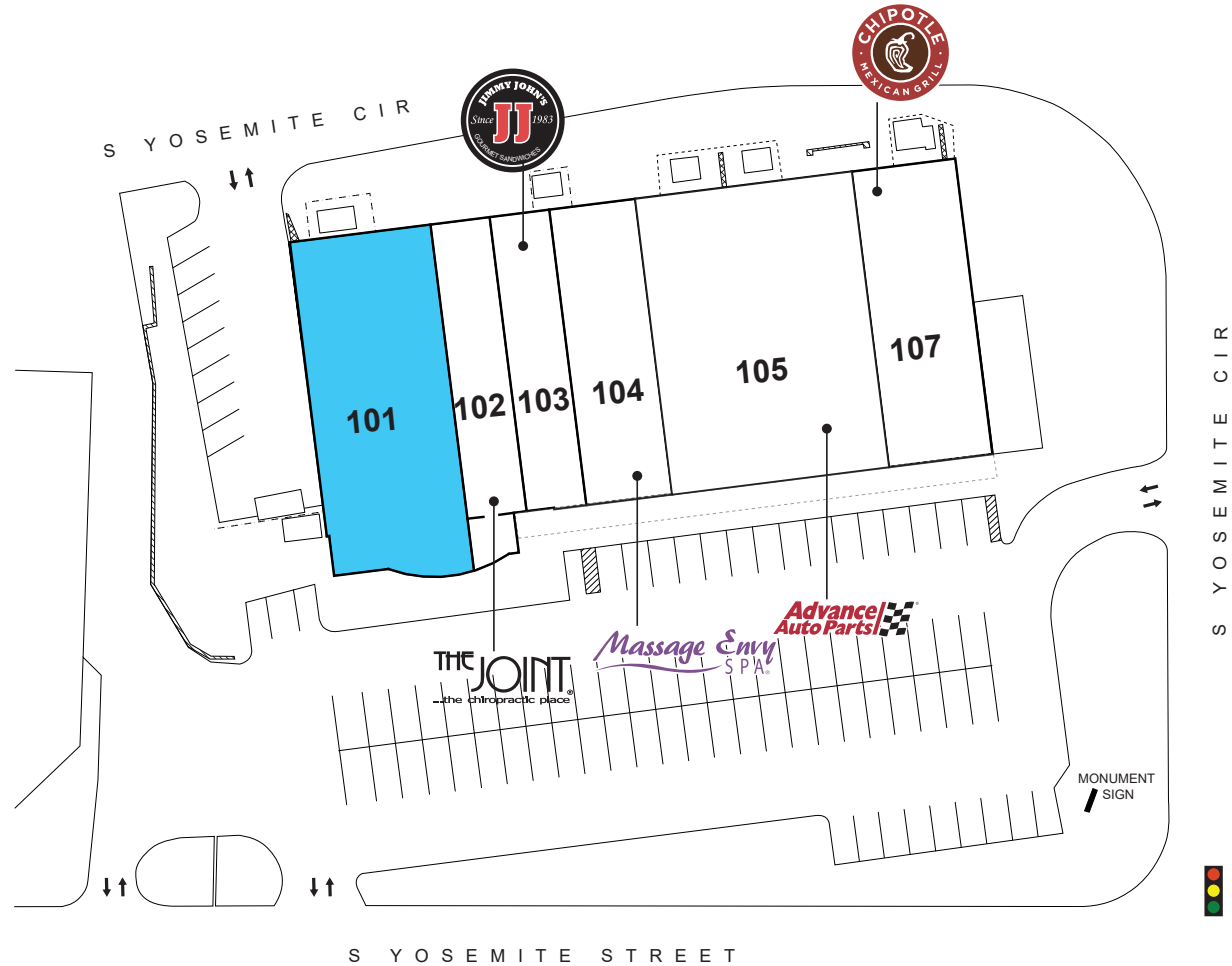 CHIPOTLE
MEXICAN GRILL
JIMMY JOHN'S
Since JJ 1983
GOURMET SANDWICHES
S YOSEMITE CIR
101
102
103
104
105
107
S YOSEMITE CIR
Advance
Auto Parts
Massage Envy
SPA
THE JOINT
...the chiropractic place
MONUMENT
SIGN
S YOSEMITE STREET